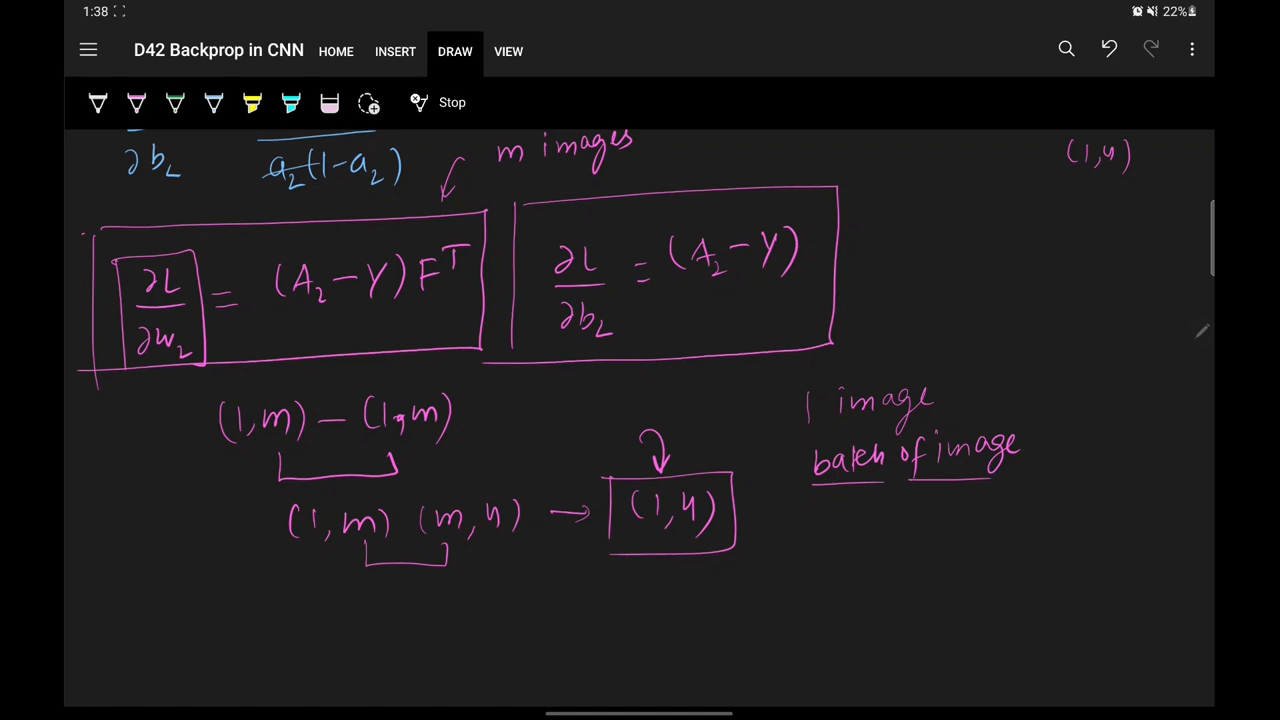 1:38 22%
D42 Backprop in CNN HOME INSERT DRAW VIEW
Stop
∂b₂ a₂(1-a₂) m images (1,4)
∂L/∂w₂ = (A₂-Y)Fᵀ ∂L/∂b₂ = (A₂-Y)
(1,m) - (1,m) 1 image
batch of image
(1,m) (m,4) → (1,4)